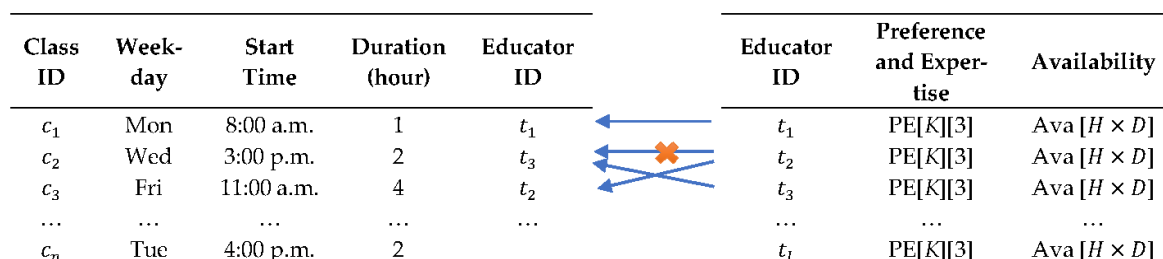 Class ID Week-day Start Time Duration (hour) Educator ID Educator ID Preference and Exper-tise Availability
c₁ Mon 8:00 a.m. 1 t₁ t₁ PE[K][3] Ava [H × D]
c₂ Wed 3:00 p.m. 2 t₃ t₂ PE[K][3] Ava [H × D]
c₃ Fri 11:00 a.m. 4 t₂ t₃ PE[K][3] Ava [H × D]
… … … … … … … …
cₙ Tue 4:00 p.m. 2 t_L PE[K][3] Ava [H × D]